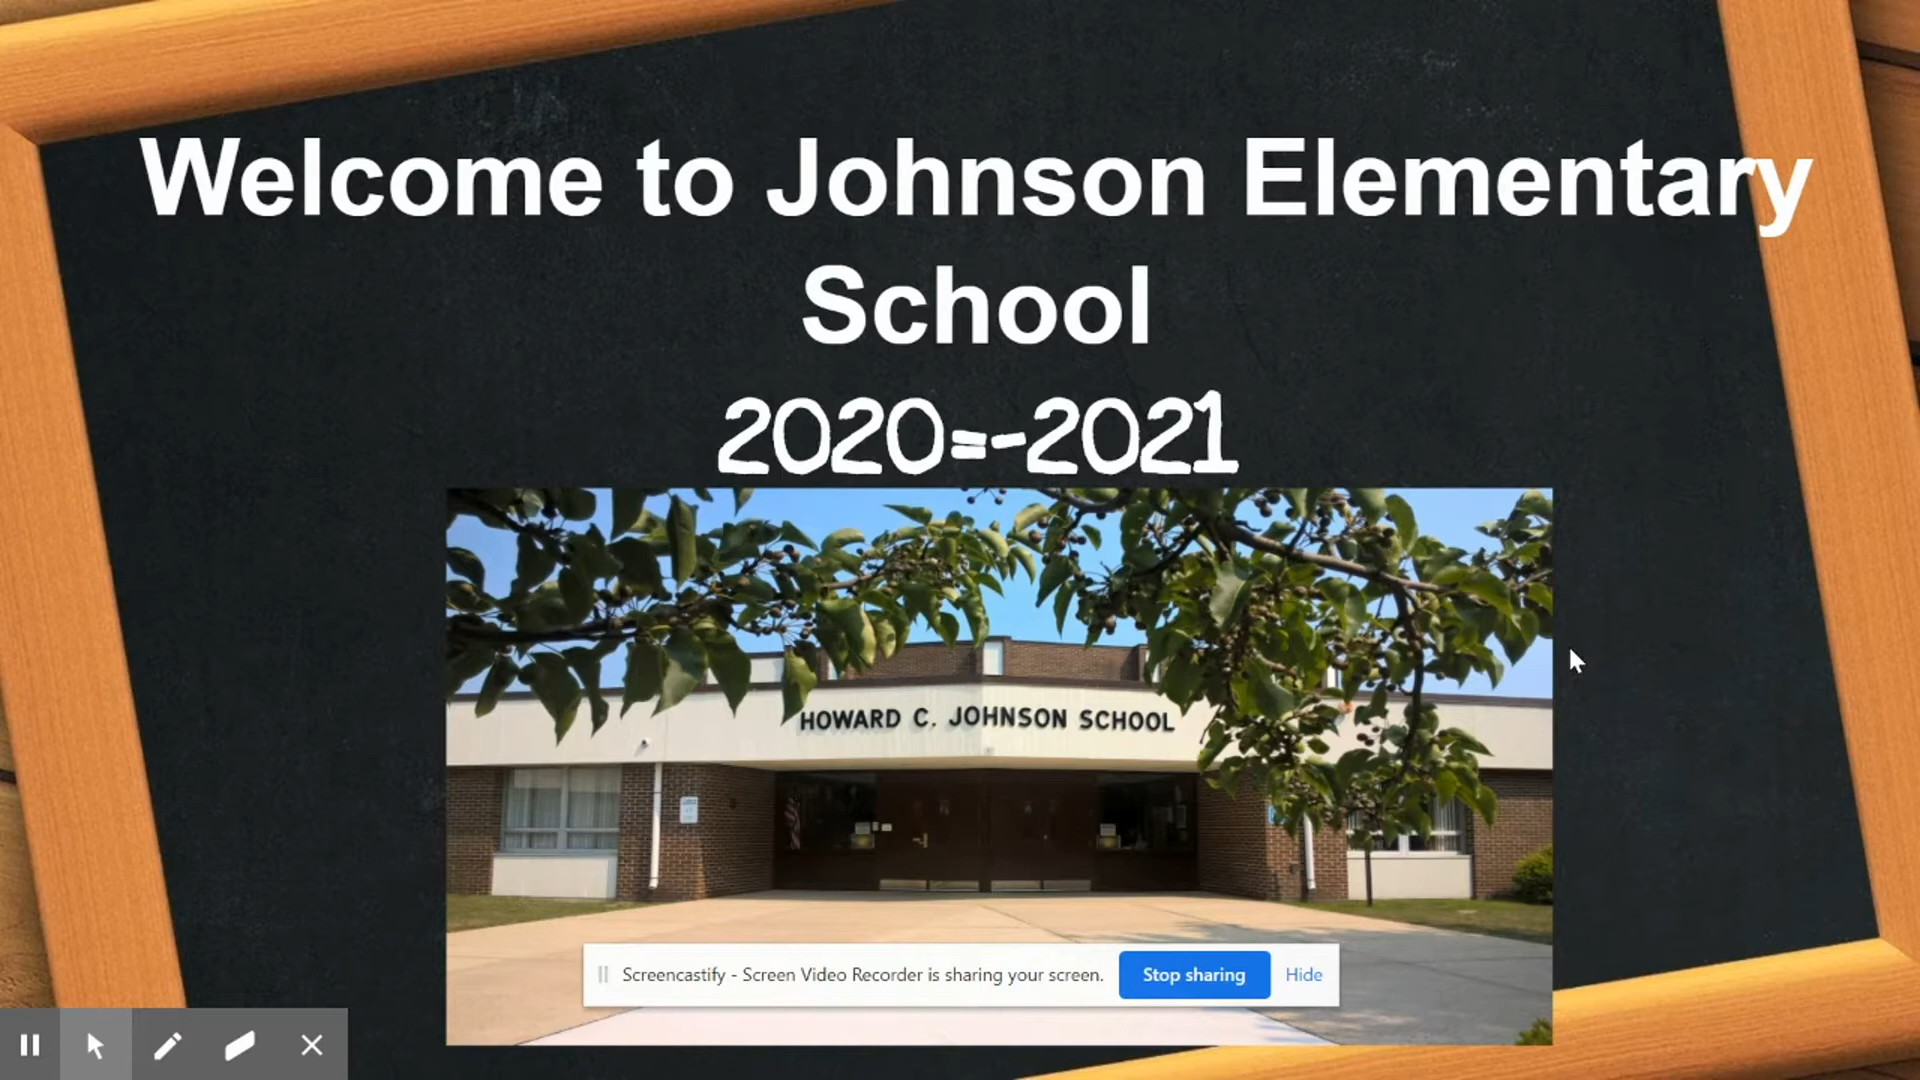 Welcome to Johnson Elementary
School
2020=-2021
HOWARD C. JOHNSON SCHOOL
Screencastify - Screen Video Recorder is sharing your screen.
Stop sharing
Hide